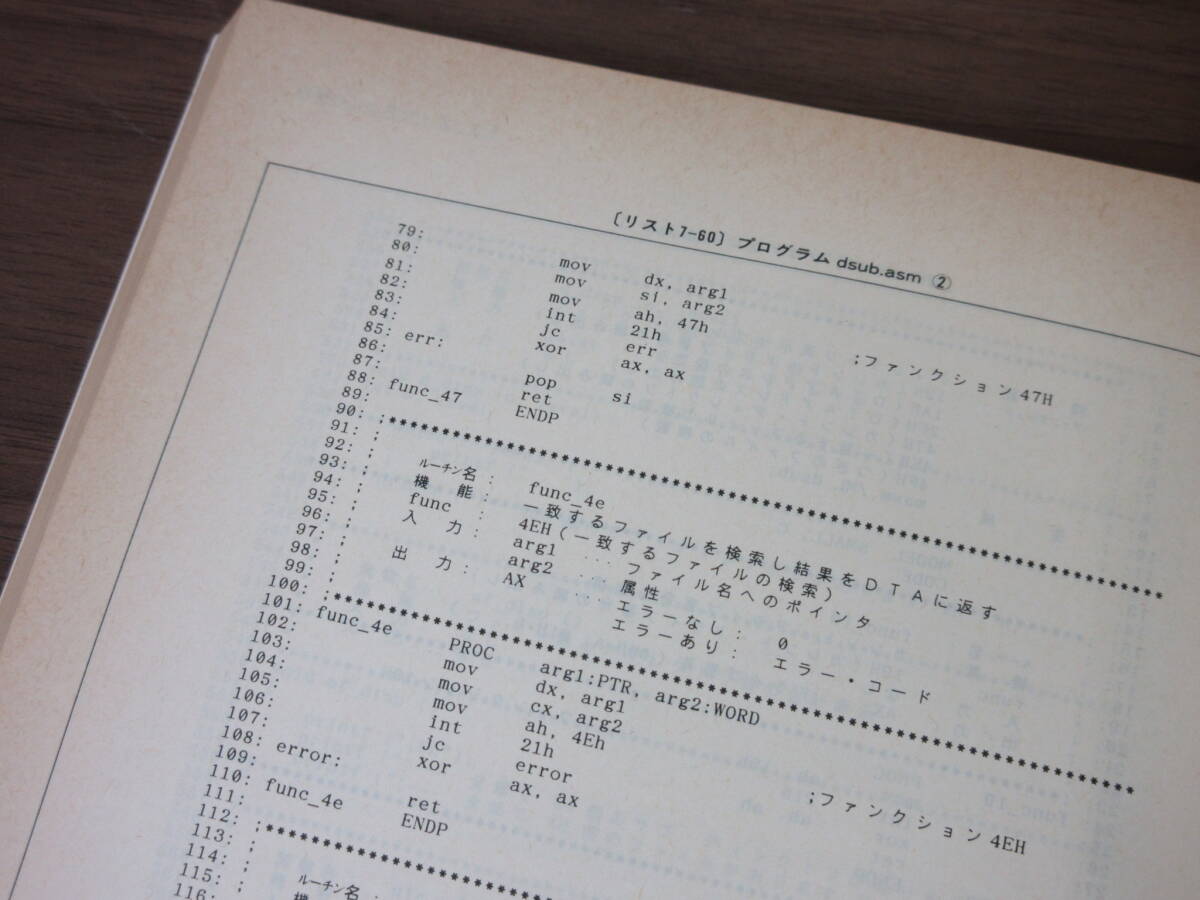 〔リスト7-60〕 プログラム dsub.asm ②
79: mov dx, arg1
80: mov si, arg2
81: mov ah, 47h ;ファンクション47H
82: int 21h
83: jc err
84: xor ax, ax
85: err:
86: pop si
87: ret
88: func_47 ENDP
89:
90: ;******************************************************************
91: ;
92: ; ルーチン名 : func_4e
93: ; 機 能 : 一致するファイルを検索し結果をDTAに返す
94: ; func : 4EH(一致するファイルの検索)
95: ; 入 力 : arg1 ... ファイル名へのポインタ
96: ; arg2 ... 属性
97: ; 出 力 : AX ... エラーなし : 0
98: ; エラーあり : エラー・コード
99: ;
100: ;******************************************************************
101: func_4e PROC arg1:PTR, arg2:WORD
102: mov dx, arg1
103: mov cx, arg2
104: mov ah, 4Eh ;ファンクション4EH
105: int 21h
106: jc error
107: xor ax, ax
108: error:
109: ret
110: func_4e ENDP
111:
112: ;************************
113: ;
114: ; ルーチン名 :
115: ; 機
116: